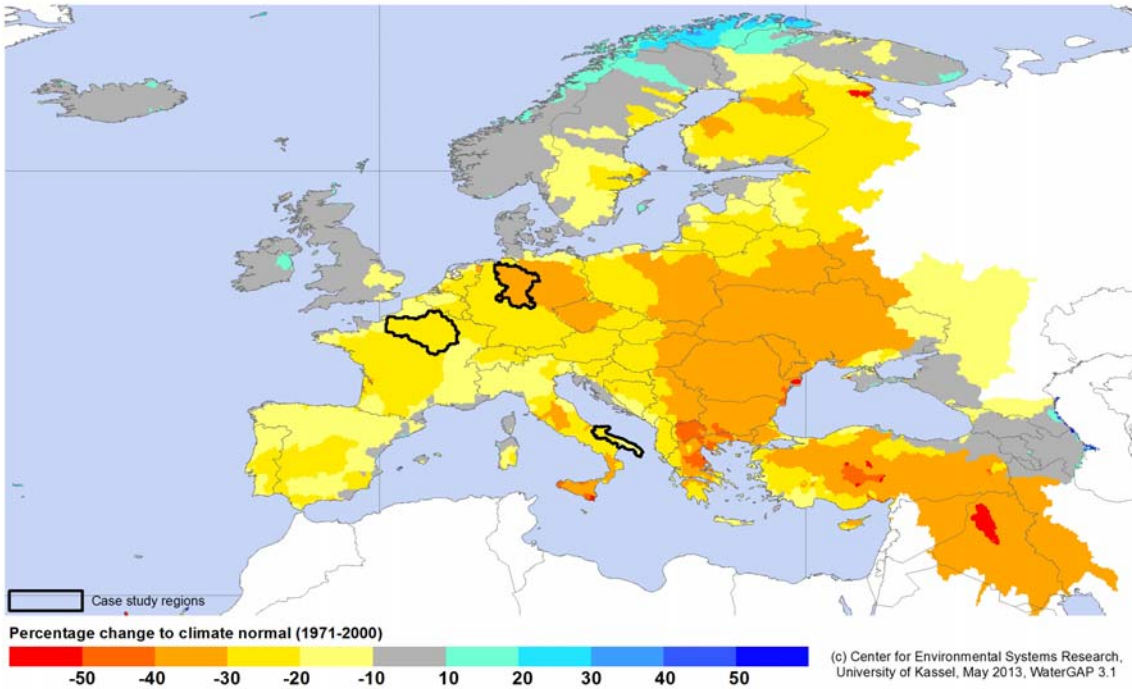 Case study regions
Percentage change to climate normal (1971-2000)
-50 -40 -30 -20 -10 10 20 30 40 50
(c) Center for Environmental Systems Research,
University of Kassel, May 2013, WaterGAP 3.1